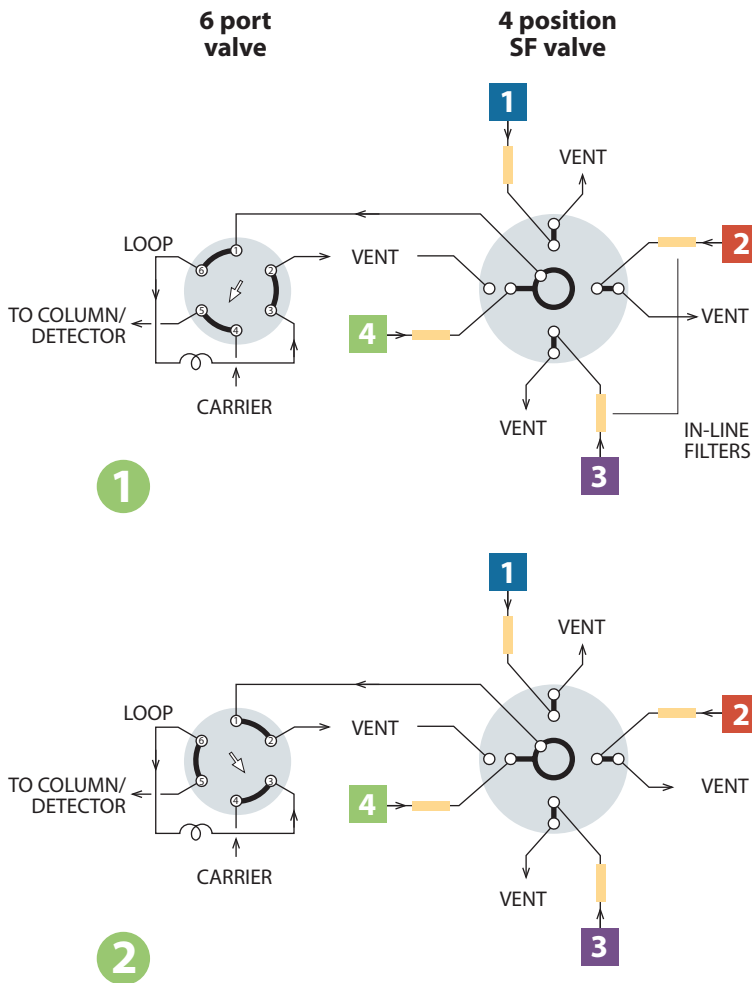 6 port
valve
4 position
SF valve
1
VENT
LOOP
1
6
2
VENT
2
TO COLUMN/
DETECTOR
5
3
4
4
VENT
CARRIER
VENT
IN-LINE
FILTERS
3
1
1
VENT
LOOP
1
6
2
VENT
2
TO COLUMN/
DETECTOR
5
3
4
4
VENT
CARRIER
VENT
3
2